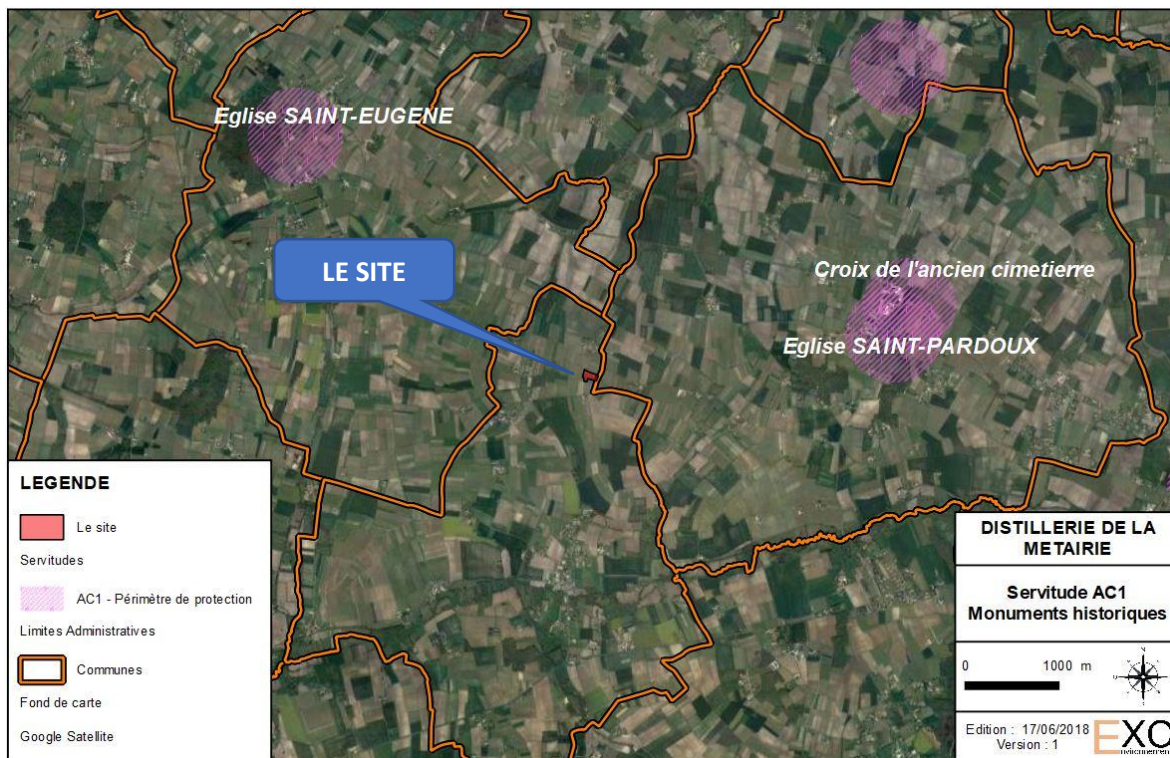 Eglise SAINT-EUGENE
LE SITE
Croix de l'ancien cimetierre
Eglise SAINT-PARDOUX
LEGENDE
Le site
Servitudes
AC1 - Périmètre de protection
Limites Administratives
Communes
Fond de carte
Google Satellite
DISTILLERIE DE LA
METAIRIE
Servitude AC1
Monuments historiques
0 1000 m
N
Edition : 17/06/2018
Version : 1
EXC
Environnement